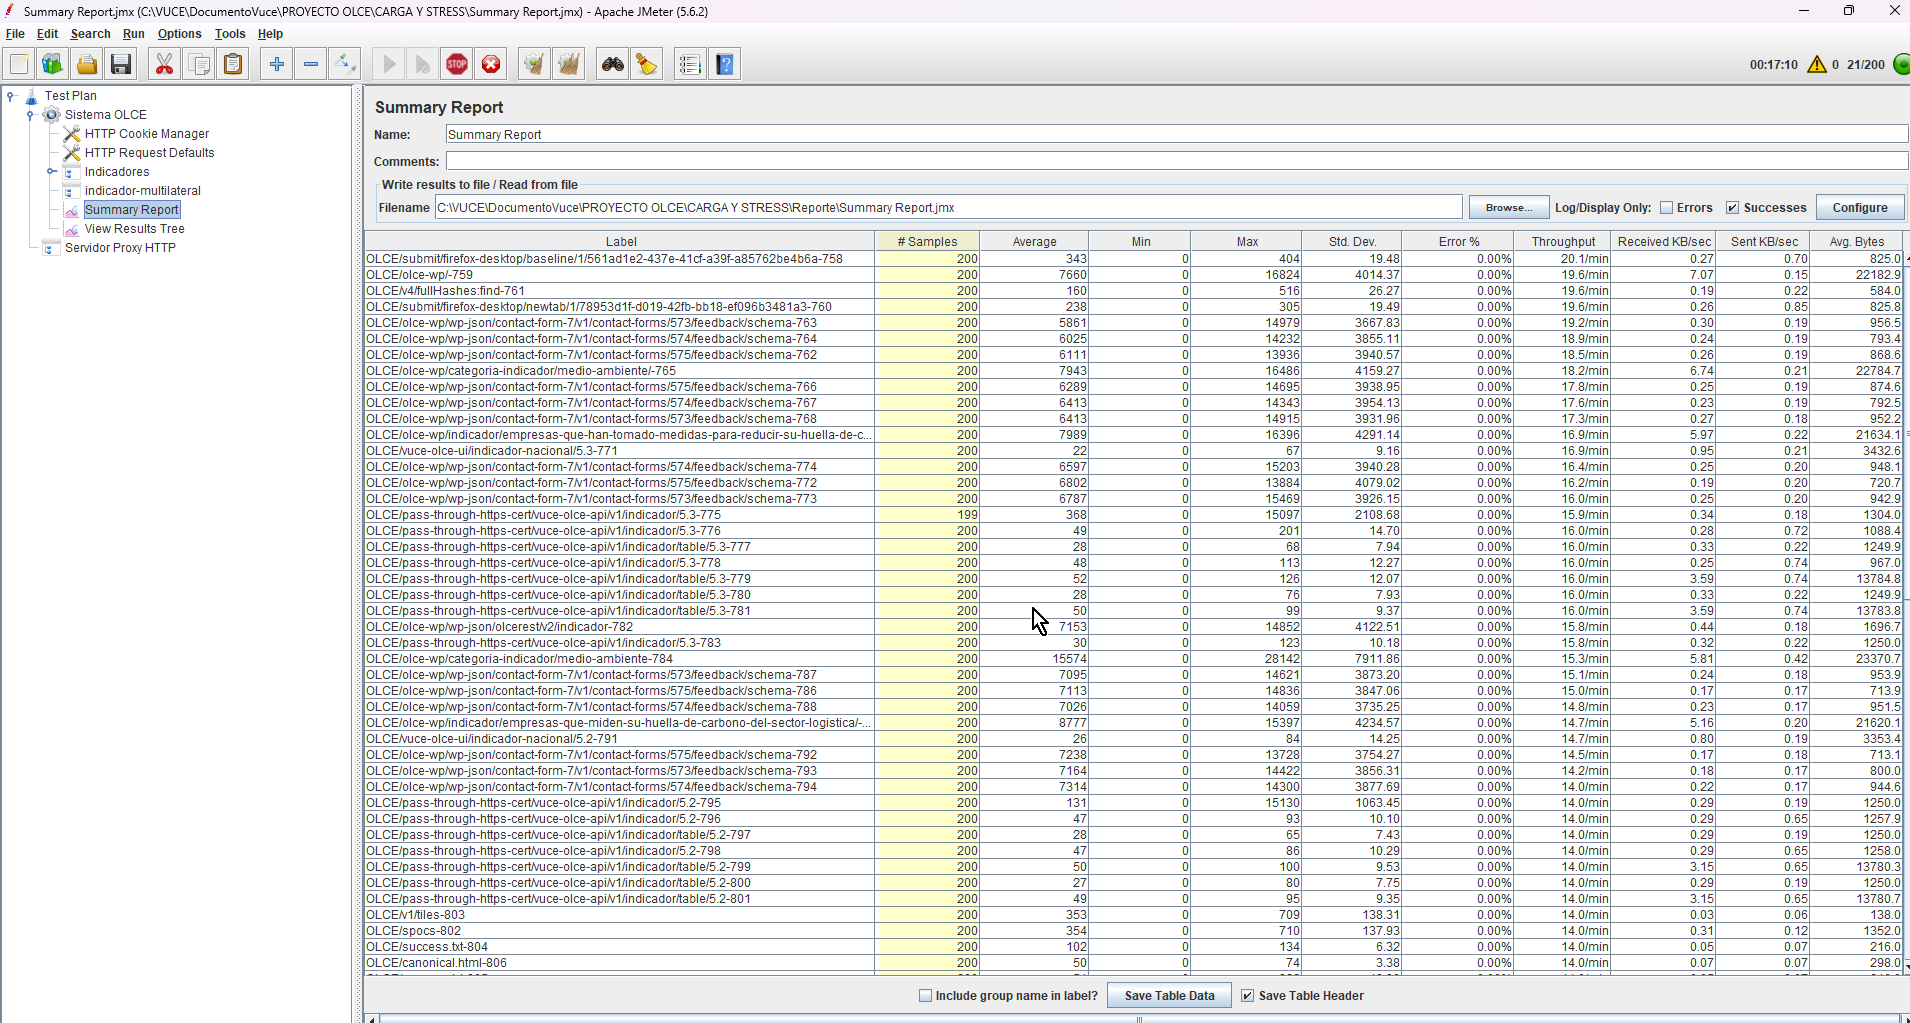 Summary Report.jmx (C:\VUCE\DocumentoVuce\PROYECTO OLCE\CARGA Y STRESS\Summary Report.jmx) - Apache JMeter (5.6.2)
File Edit Search Run Options Tools Help
STOP
00:17:10 0 21/200
Test Plan
Sistema OLCE
HTTP Cookie Manager
HTTP Request Defaults
Indicadores
indicador-multilateral
Summary Report
View Results Tree
Servidor Proxy HTTP
Summary Report
Name: Summary Report
Comments:
Write results to file / Read from file
Filename C:\VUCE\DocumentoVuce\PROYECTO OLCE\CARGA Y STRESS\Reporte\Summary Report.jmx Browse... Log/Display Only: Errors Successes Configure
Label # Samples Average Min Max Std. Dev. Error % Throughput Received KB/sec Sent KB/sec Avg. Bytes
OLCE/submit/firefox-desktop/baseline/1/561ad1e2-437e-41cf-a39f-a85762be4b6a-758 200 343 0 404 19.48 0.00% 20.1/min 0.27 0.70 825.0
OLCE/olce-wp/-759 200 7660 0 16824 4014.37 0.00% 19.6/min 7.07 0.15 22182.9
OLCE/v4/fullHashes:find-761 200 160 0 516 26.27 0.00% 19.6/min 0.19 0.22 584.0
OLCE/submit/firefox-desktop/newtab/1/78953d1f-d019-42fb-bb18-ef096b3481a3-760 200 238 0 305 19.49 0.00% 19.6/min 0.26 0.85 825.8
OLCE/olce-wp/wp-json/contact-form-7/v1/contact-forms/573/feedback/schema-763 200 5861 0 14979 3667.83 0.00% 19.2/min 0.30 0.19 956.5
OLCE/olce-wp/wp-json/contact-form-7/v1/contact-forms/574/feedback/schema-764 200 6025 0 14232 3855.11 0.00% 18.9/min 0.24 0.19 793.4
OLCE/olce-wp/wp-json/contact-form-7/v1/contact-forms/575/feedback/schema-762 200 6111 0 13936 3940.57 0.00% 18.5/min 0.26 0.19 868.6
OLCE/olce-wp/categoria-indicador/medio-ambiente/-765 200 7943 0 16486 4159.27 0.00% 18.2/min 6.74 0.21 22784.7
OLCE/olce-wp/wp-json/contact-form-7/v1/contact-forms/575/feedback/schema-766 200 6289 0 14695 3938.95 0.00% 17.8/min 0.25 0.19 874.6
OLCE/olce-wp/wp-json/contact-form-7/v1/contact-forms/574/feedback/schema-767 200 6413 0 14343 3954.13 0.00% 17.6/min 0.23 0.19 792.5
OLCE/olce-wp/wp-json/contact-form-7/v1/contact-forms/573/feedback/schema-768 200 6413 0 14915 3931.96 0.00% 17.3/min 0.27 0.18 952.2
OLCE/olce-wp/indicador/empresas-que-han-tomado-medidas-para-reducir-su-huella-de-c... 200 7989 0 16396 4291.14 0.00% 16.9/min 5.97 0.22 21634.1
OLCE/vuce-olce-ui/indicador-nacional/5.3-771 200 22 0 67 9.16 0.00% 16.9/min 0.95 0.21 3432.6
OLCE/olce-wp/wp-json/contact-form-7/v1/contact-forms/574/feedback/schema-774 200 6597 0 15203 3940.28 0.00% 16.4/min 0.25 0.20 948.1
OLCE/olce-wp/wp-json/contact-form-7/v1/contact-forms/575/feedback/schema-772 200 6802 0 13884 4079.02 0.00% 16.2/min 0.19 0.20 720.7
OLCE/olce-wp/wp-json/contact-form-7/v1/contact-forms/573/feedback/schema-773 200 6787 0 15469 3926.15 0.00% 16.0/min 0.25 0.20 942.9
OLCE/pass-through-https-cert/vuce-olce-api/v1/indicador/5.3-775 199 368 0 15097 2108.68 0.00% 15.9/min 0.34 0.18 1304.0
OLCE/pass-through-https-cert/vuce-olce-api/v1/indicador/5.3-776 200 49 0 201 14.70 0.00% 16.0/min 0.28 0.72 1088.4
OLCE/pass-through-https-cert/vuce-olce-api/v1/indicador/table/5.3-777 200 28 0 68 7.94 0.00% 16.0/min 0.33 0.22 1249.9
OLCE/pass-through-https-cert/vuce-olce-api/v1/indicador/5.3-778 200 48 0 113 12.27 0.00% 16.0/min 0.25 0.74 967.0
OLCE/pass-through-https-cert/vuce-olce-api/v1/indicador/table/5.3-779 200 52 0 126 12.07 0.00% 16.0/min 3.59 0.74 13784.8
OLCE/pass-through-https-cert/vuce-olce-api/v1/indicador/table/5.3-780 200 28 0 76 7.93 0.00% 16.0/min 0.33 0.22 1249.9
OLCE/pass-through-https-cert/vuce-olce-api/v1/indicador/table/5.3-781 200 50 0 99 9.37 0.00% 16.0/min 3.59 0.74 13783.8
OLCE/olce-wp/wp-json/olcerest/v2/indicador-782 200 7153 0 14852 4122.51 0.00% 15.8/min 0.44 0.18 1696.7
OLCE/pass-through-https-cert/vuce-olce-api/v1/indicador/5.3-783 200 30 0 123 10.18 0.00% 15.8/min 0.32 0.22 1250.0
OLCE/olce-wp/categoria-indicador/medio-ambiente-784 200 15574 0 28142 7911.86 0.00% 15.3/min 5.81 0.42 23370.7
OLCE/olce-wp/wp-json/contact-form-7/v1/contact-forms/573/feedback/schema-787 200 7095 0 14621 3873.20 0.00% 15.1/min 0.24 0.18 953.9
OLCE/olce-wp/wp-json/contact-form-7/v1/contact-forms/575/feedback/schema-786 200 7113 0 14836 3847.06 0.00% 15.0/min 0.17 0.17 713.9
OLCE/olce-wp/wp-json/contact-form-7/v1/contact-forms/574/feedback/schema-788 200 7026 0 14059 3735.25 0.00% 14.8/min 0.23 0.17 951.5
OLCE/olce-wp/indicador/empresas-que-miden-su-huella-de-carbono-del-sector-logistica/-... 200 8777 0 15397 4234.57 0.00% 14.7/min 5.16 0.20 21620.1
OLCE/vuce-olce-ui/indicador-nacional/5.2-791 200 26 0 84 14.25 0.00% 14.7/min 0.80 0.19 3353.4
OLCE/olce-wp/wp-json/contact-form-7/v1/contact-forms/575/feedback/schema-792 200 7238 0 13728 3754.27 0.00% 14.5/min 0.17 0.18 713.1
OLCE/olce-wp/wp-json/contact-form-7/v1/contact-forms/573/feedback/schema-793 200 7164 0 14422 3856.31 0.00% 14.2/min 0.18 0.17 800.0
OLCE/olce-wp/wp-json/contact-form-7/v1/contact-forms/574/feedback/schema-794 200 7314 0 14300 3877.69 0.00% 14.0/min 0.22 0.17 944.6
OLCE/pass-through-https-cert/vuce-olce-api/v1/indicador/5.2-795 200 131 0 15130 1063.45 0.00% 14.0/min 0.29 0.19 1250.0
OLCE/pass-through-https-cert/vuce-olce-api/v1/indicador/5.2-796 200 47 0 93 10.10 0.00% 14.0/min 0.29 0.65 1257.9
OLCE/pass-through-https-cert/vuce-olce-api/v1/indicador/table/5.2-797 200 28 0 65 7.43 0.00% 14.0/min 0.29 0.19 1250.0
OLCE/pass-through-https-cert/vuce-olce-api/v1/indicador/5.2-798 200 47 0 86 10.29 0.00% 14.0/min 0.29 0.65 1258.0
OLCE/pass-through-https-cert/vuce-olce-api/v1/indicador/table/5.2-799 200 50 0 100 9.53 0.00% 14.0/min 3.15 0.65 13780.3
OLCE/pass-through-https-cert/vuce-olce-api/v1/indicador/table/5.2-800 200 27 0 80 7.75 0.00% 14.0/min 0.29 0.19 1250.0
OLCE/pass-through-https-cert/vuce-olce-api/v1/indicador/table/5.2-801 200 49 0 95 9.35 0.00% 14.0/min 3.15 0.65 13780.7
OLCE/v1/tiles-803 200 353 0 709 138.31 0.00% 14.0/min 0.03 0.06 138.0
OLCE/spocs-802 200 354 0 710 137.93 0.00% 14.0/min 0.31 0.12 1352.0
OLCE/success.txt-804 200 102 0 134 6.32 0.00% 14.0/min 0.05 0.07 216.0
OLCE/canonical.html-806 200 50 0 74 3.38 0.00% 14.0/min 0.07 0.07 298.0
Include group name in label? Save Table Data Save Table Header